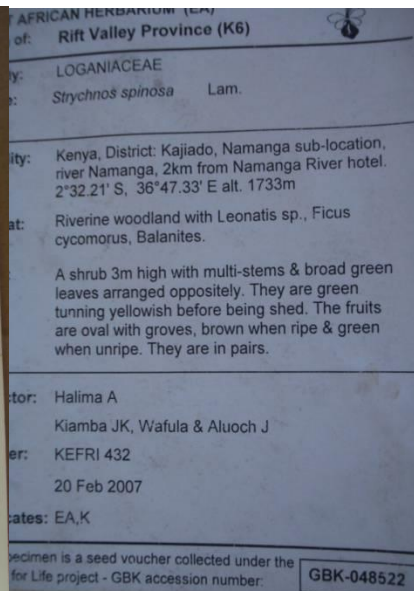 AFRICAN HERBARIUM (EA)
of: Rift Valley Province (K6)
y: LOGANIACEAE
e: Strychnos spinosa Lam.
ity: Kenya, District: Kajiado, Namanga sub-location,
river Namanga, 2km from Namanga River hotel.
2°32.21' S, 36°47.33' E alt. 1733m
at: Riverine woodland with Leonatis sp., Ficus
cycomorus, Balanites.
A shrub 3m high with multi-stems & broad green
leaves arranged oppositely. They are green
tunning yellowish before being shed. The fruits
are oval with groves, brown when ripe & green
when unripe. They are in pairs.
ctor: Halima A
Kiamba JK, Wafula & Aluoch J
er: KEFRI 432
20 Feb 2007
cates: EA,K
pecimen is a seed voucher collected under the
for Life project - GBK accession number: GBK-048522